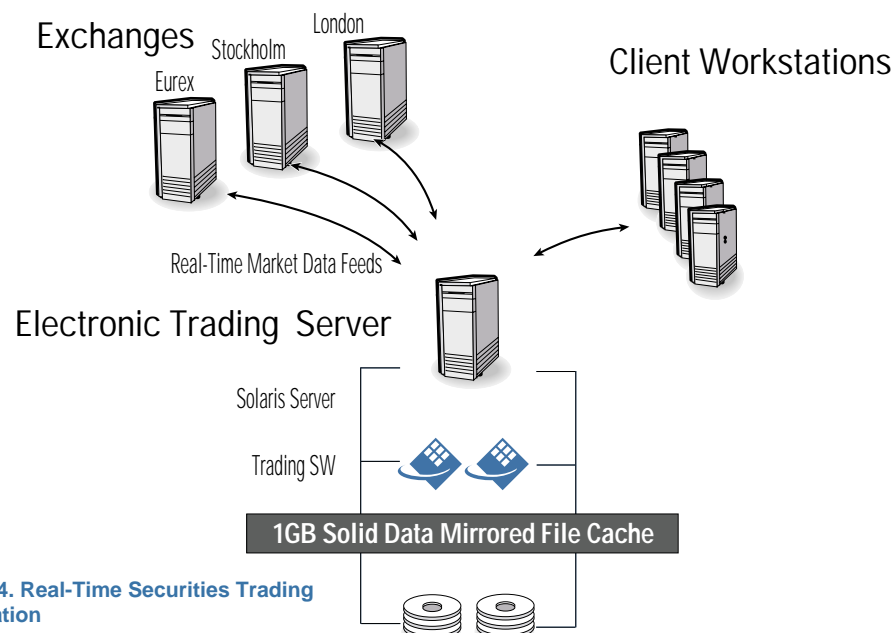 Exchanges
London
Stockholm
Eurex
Client Workstations
Real-Time Market Data Feeds
Electronic Trading Server
Solaris Server
Trading SW
1GB Solid Data Mirrored File Cache
4. Real-Time Securities Trading